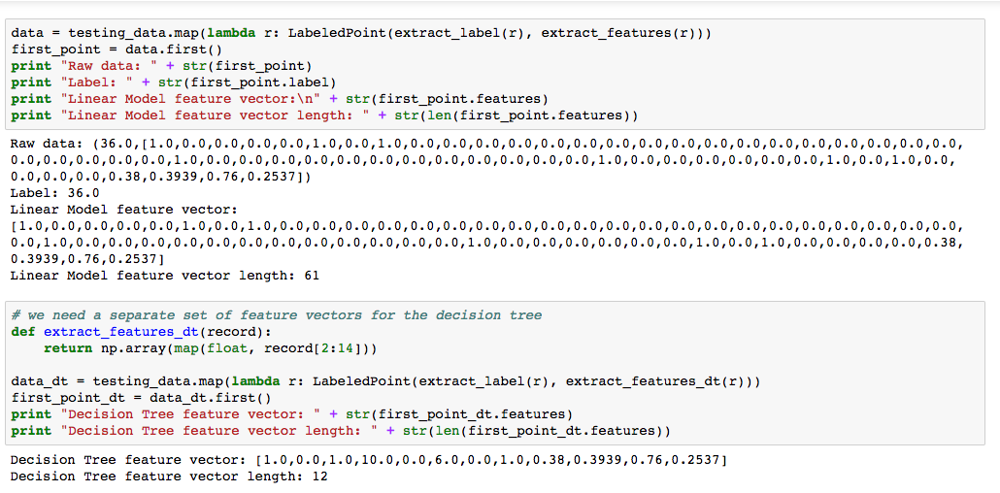 data = testing_data.map(lambda r: LabeledPoint(extract_label(r), extract_features(r)))
first_point = data.first()
print "Raw data: " + str(first_point)
print "Label: " + str(first_point.label)
print "Linear Model feature vector:\n" + str(first_point.features)
print "Linear Model feature vector length: " + str(len(first_point.features))
Raw data: (36.0,[1.0,0.0,0.0,0.0,0.0,1.0,0.0,1.0,0.0,0.0,0.0,0.0,0.0,0.0,0.0,0.0,0.0,0.0,0.0,0.0,0.0,0.0,0.0,0.0,0.0,
0.0,0.0,0.0,0.0,0.0,1.0,0.0,0.0,0.0,0.0,0.0,0.0,0.0,0.0,0.0,0.0,0.0,0.0,1.0,0.0,0.0,0.0,0.0,0.0,0.0,1.0,0.0,1.0,0.0,
0.0,0.0,0.0,0.38,0.3939,0.76,0.2537])
Label: 36.0
Linear Model feature vector:
[1.0,0.0,0.0,0.0,0.0,1.0,0.0,1.0,0.0,0.0,0.0,0.0,0.0,0.0,0.0,0.0,0.0,0.0,0.0,0.0,0.0,0.0,0.0,0.0,0.0,0.0,0.0,0.0,0.0,
0.0,1.0,0.0,0.0,0.0,0.0,0.0,0.0,0.0,0.0,0.0,0.0,0.0,0.0,1.0,0.0,0.0,0.0,0.0,0.0,0.0,1.0,0.0,1.0,0.0,0.0,0.0,0.0,0.38,
0.3939,0.76,0.2537]
Linear Model feature vector length: 61
# we need a separate set of feature vectors for the decision tree
def extract_features_dt(record):
    return np.array(map(float, record[2:14]))
data_dt = testing_data.map(lambda r: LabeledPoint(extract_label(r), extract_features_dt(r)))
first_point_dt = data_dt.first()
print "Decision Tree feature vector: " + str(first_point_dt.features)
print "Decision Tree feature vector length: " + str(len(first_point_dt.features))
Decision Tree feature vector: [1.0,0.0,1.0,10.0,0.0,6.0,0.0,1.0,0.38,0.3939,0.76,0.2537]
Decision Tree feature vector length: 12